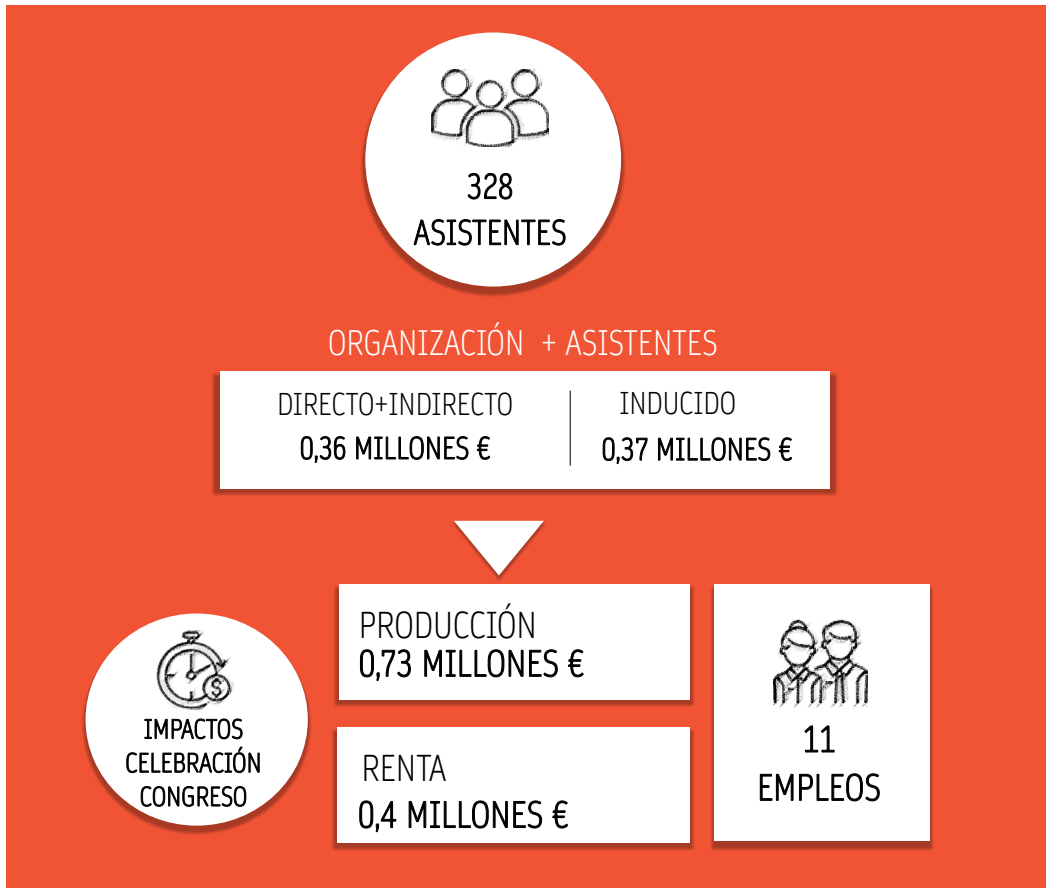 328
ASISTENTES
ORGANIZACIÓN + ASISTENTES
DIRECTO+INDIRECTO
0,36 MILLONES €
INDUCIDO
0,37 MILLONES €
PRODUCCIÓN
0,73 MILLONES €
IMPACTOS
CELEBRACIÓN
CONGRESO
RENTA
0,4 MILLONES €
11
EMPLEOS